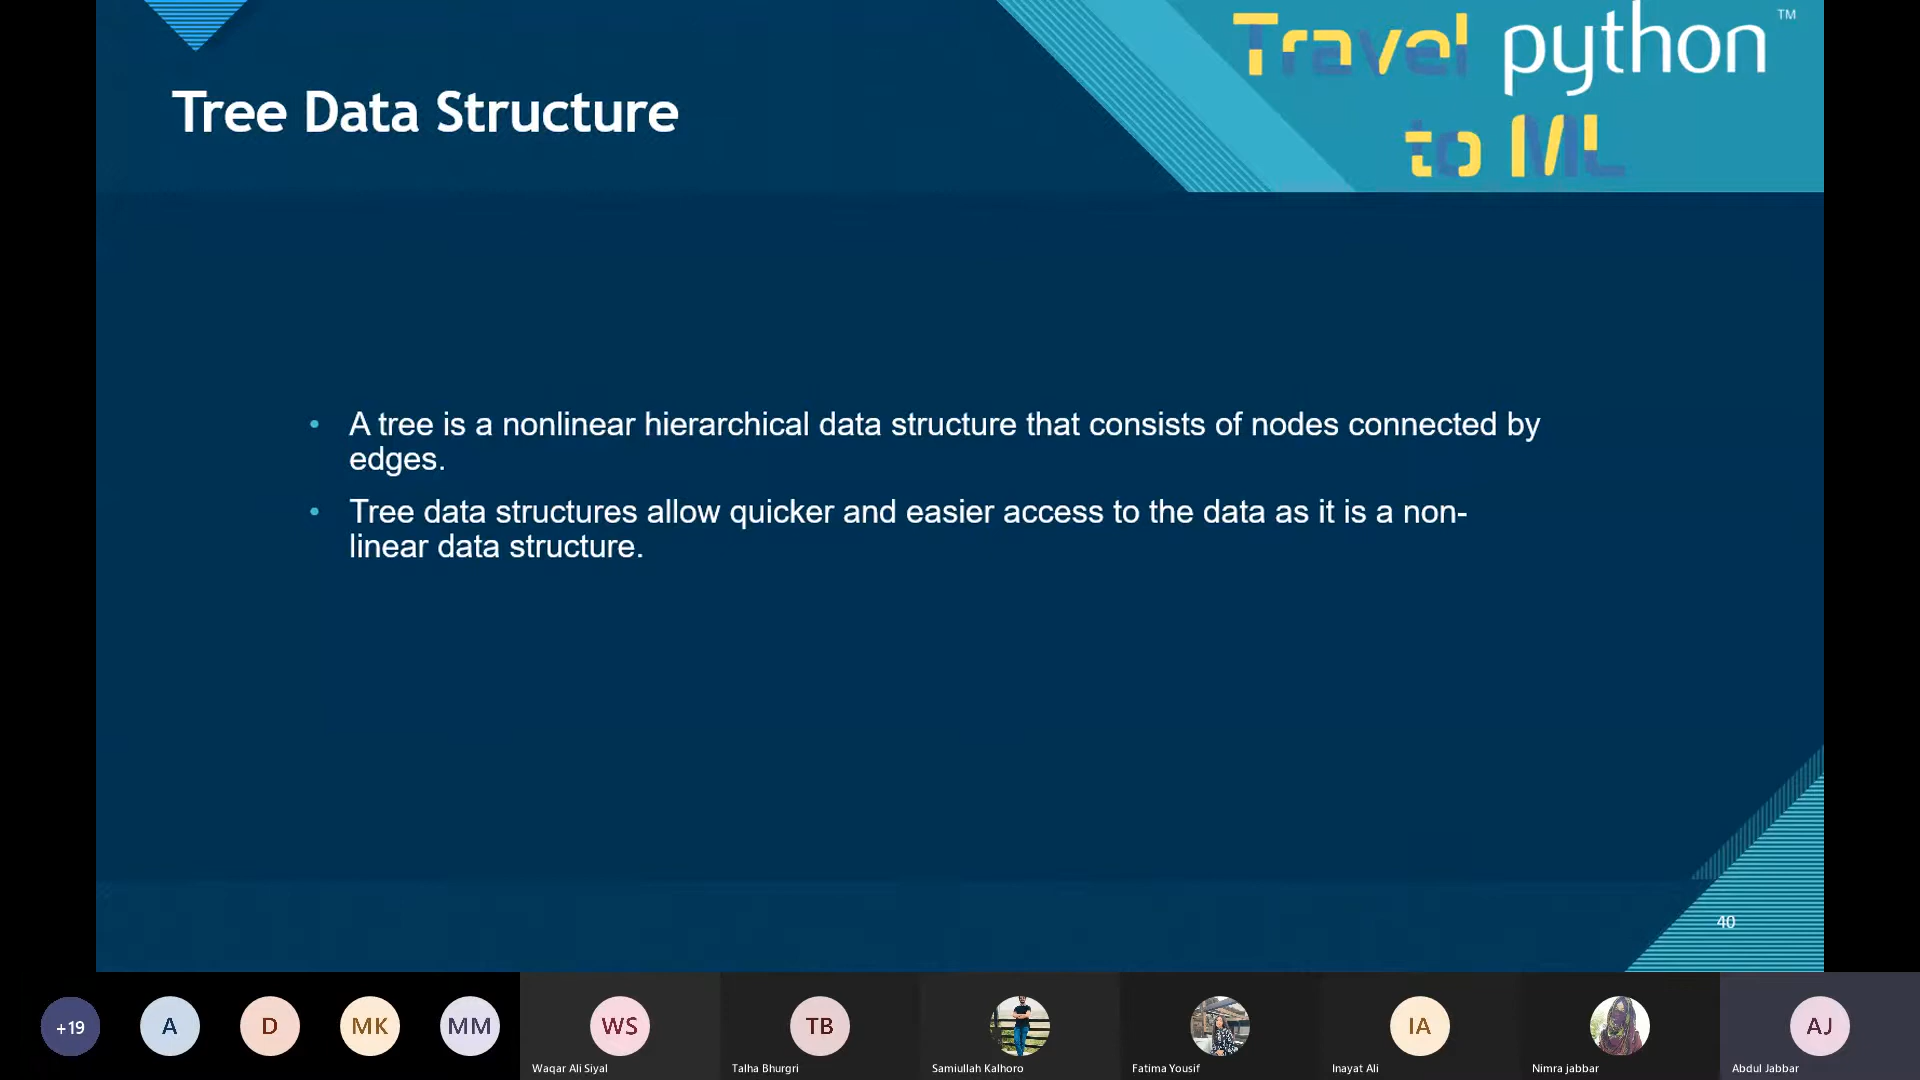 Travel python™
to ML
Tree Data Structure
• A tree is a nonlinear hierarchical data structure that consists of nodes connected by
edges.
• Tree data structures allow quicker and easier access to the data as it is a non-
linear data structure.
40
+19
A
D
MK
MM
WS
TB
IA
AJ
Waqar Ali Siyal
Talha Bhurgri
Samiullah Kalhoro
Fatima Yousif
Inayat Ali
Nimra jabbar
Abdul Jabbar